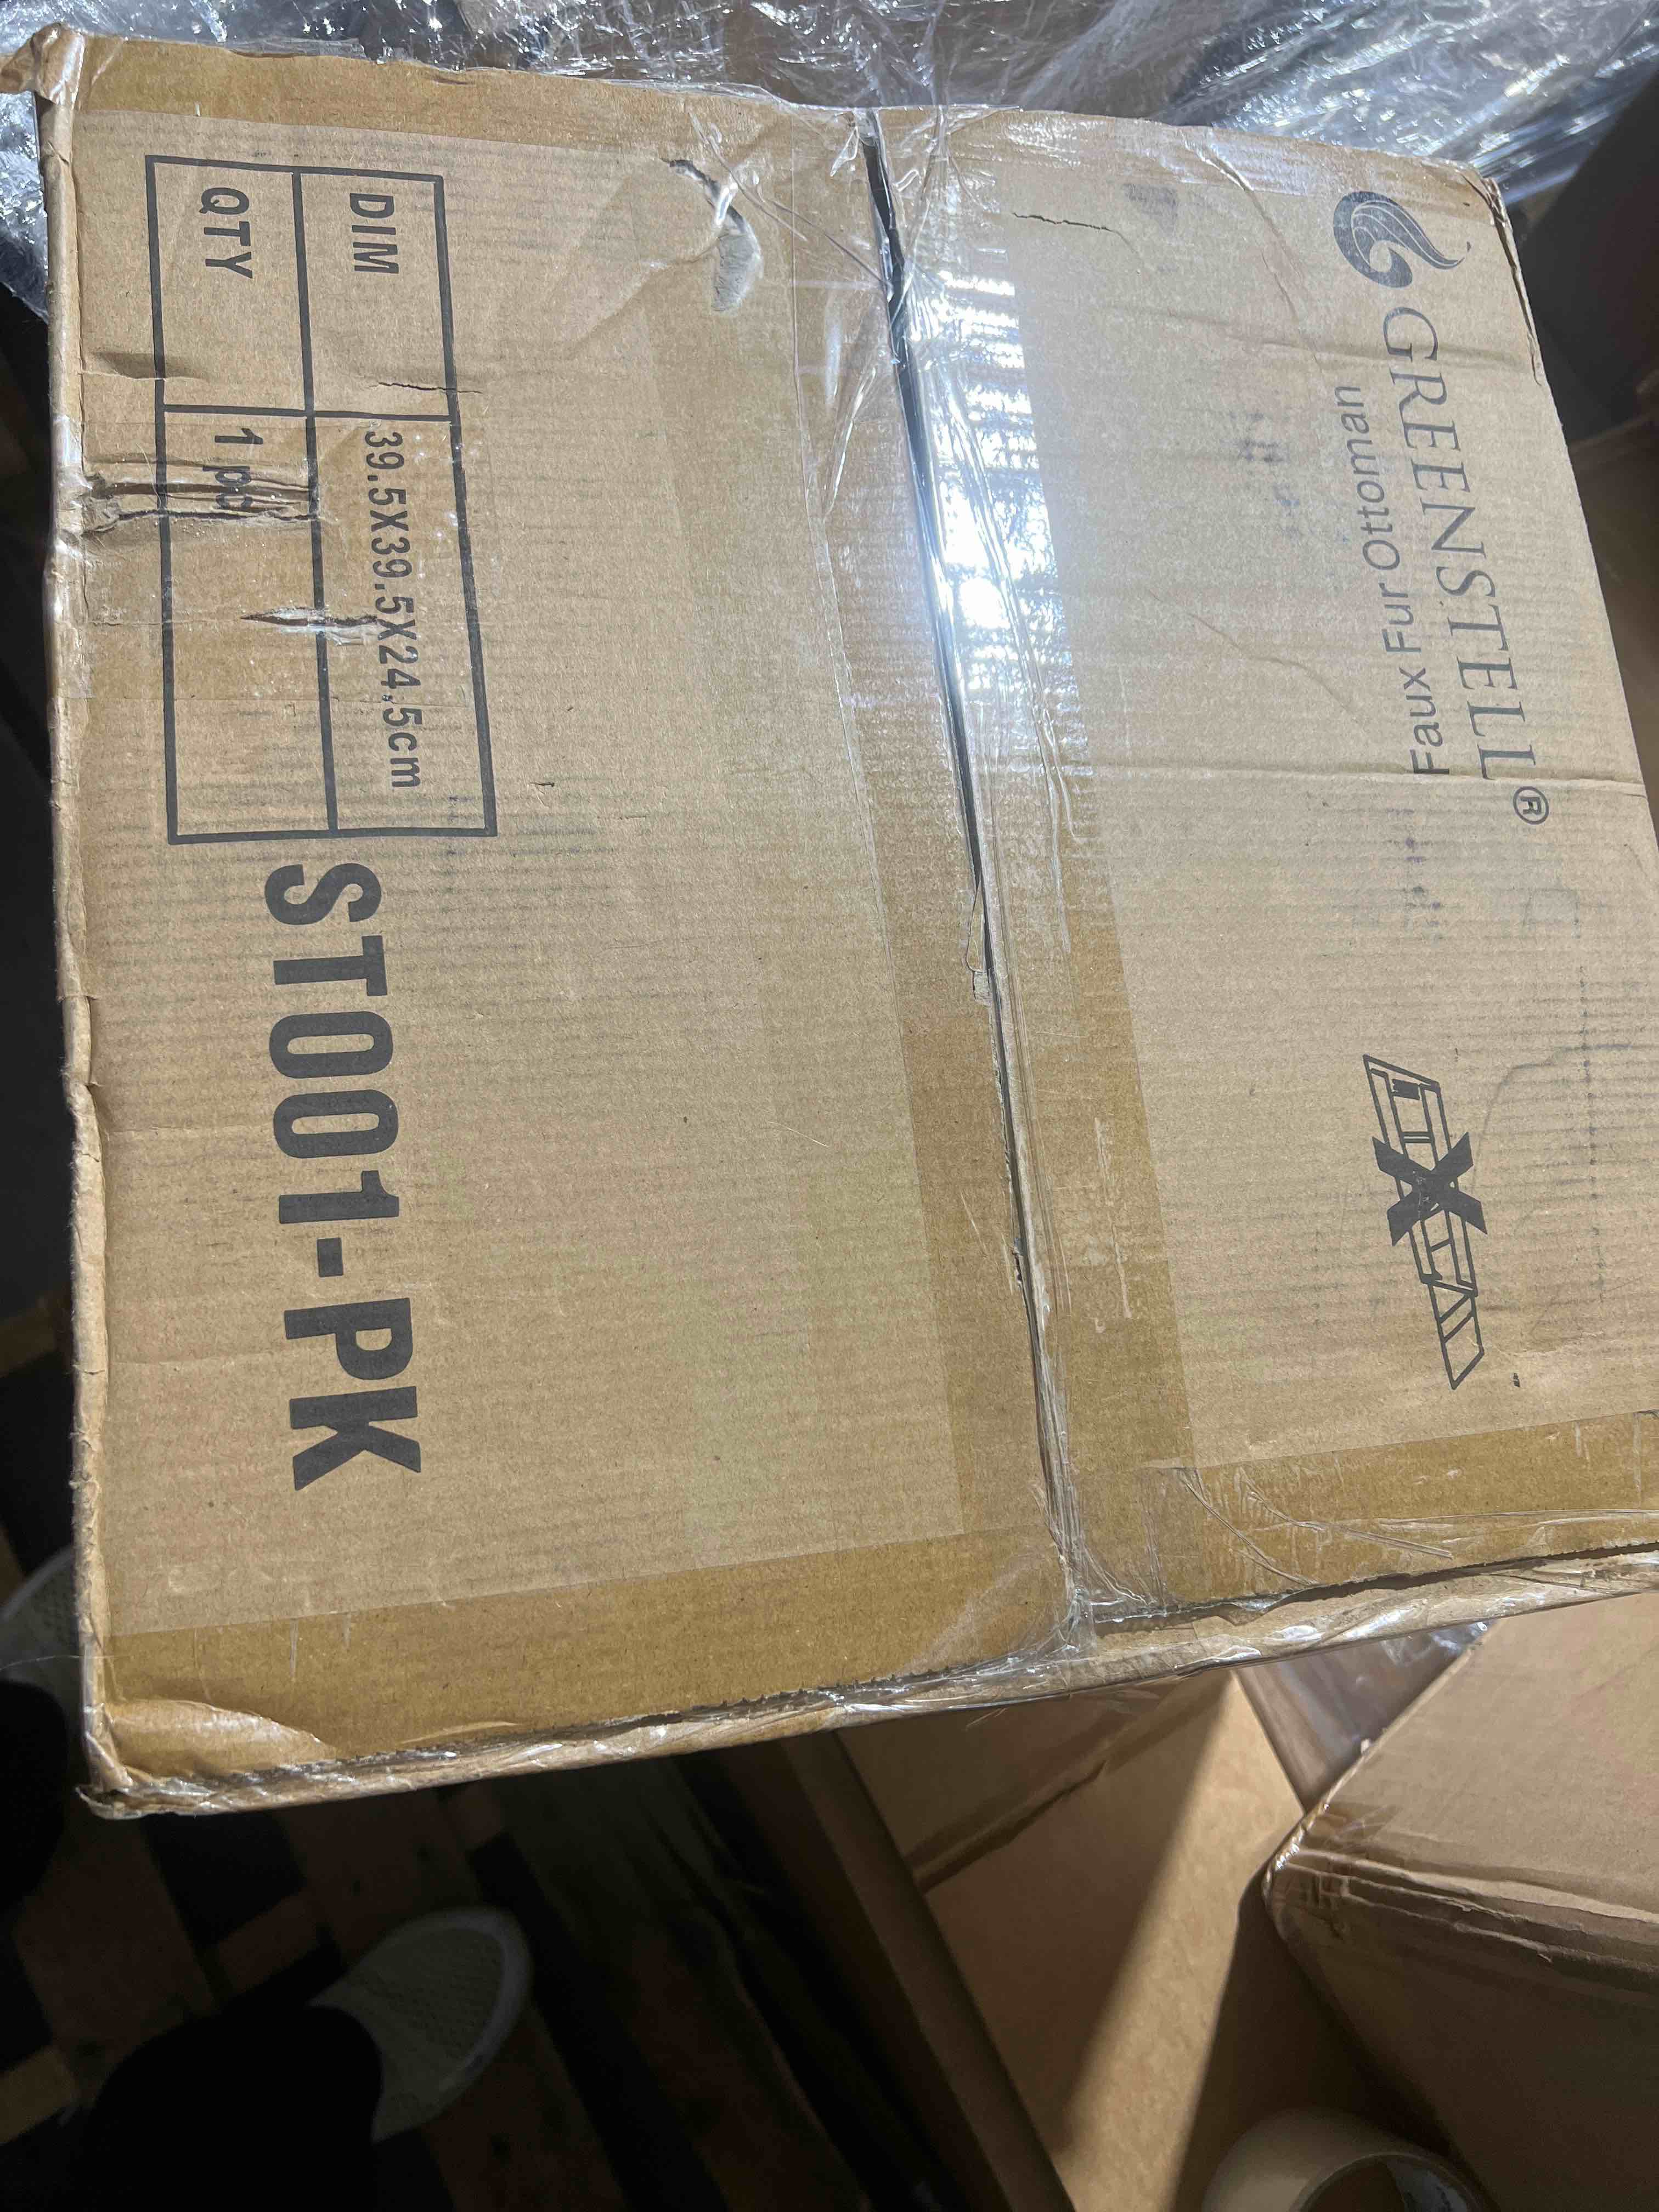 GREENSTELL®
Faux Fur Ottoman
DIM 39.5X39.5X24.5cm
QTY 1 pc
ST001-PK